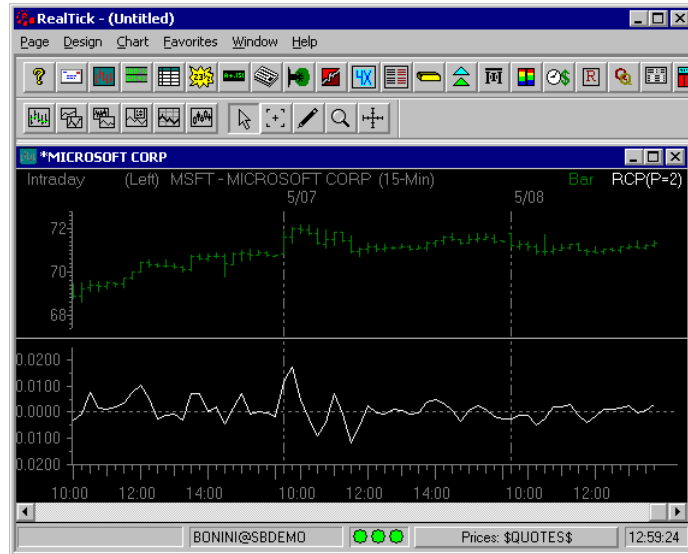 RealTick - (Untitled)
Page Design Chart Favorites Window Help
*MICROSOFT CORP
Intraday (Left) MSFT - MICROSOFT CORP (15-Min) Bar RCP(P=2)
5/07 5/08
72
70
68
0.0200
0.0100
0.0000
0.0100
0.0200
10:00 12:00 14:00 10:00 12:00 14:00 10:00 12:00
BONINI@SBDEMO Prices: $QUOTES$ 12:59:24